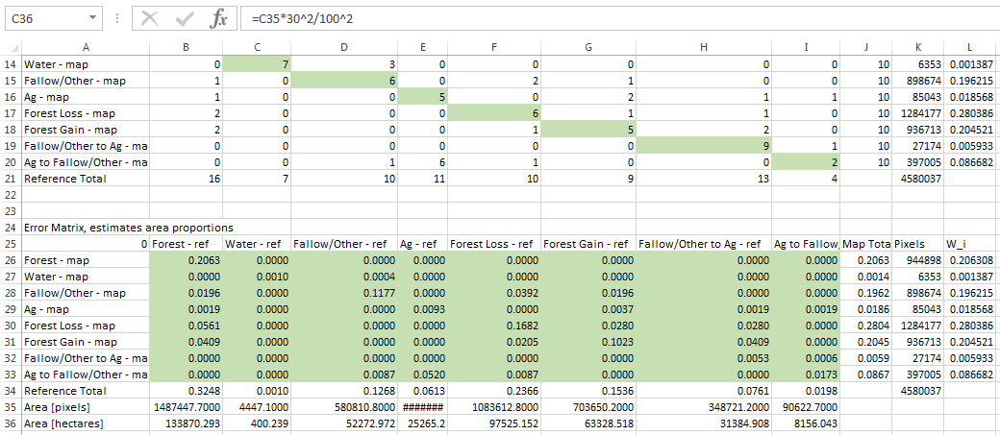 C36 fx =C35*30^2/100^2
A B C D E F G H I J K L
14 Water - map 0 7 3 0 0 0 0 0 10 6353 0.001387
15 Fallow/Other - map 1 0 6 0 2 1 0 0 10 898674 0.196215
16 Ag - map 1 0 0 5 0 2 1 1 10 85043 0.018568
17 Forest Loss - map 2 0 0 0 6 1 1 0 10 1284177 0.280386
18 Forest Gain - map 2 0 0 0 1 5 2 0 10 936713 0.204521
19 Fallow/Other to Ag - ma 0 0 0 0 0 0 9 1 10 27174 0.005933
20 Ag to Fallow/Other - ma 0 0 1 6 1 0 0 2 10 397005 0.086682
21 Reference Total 16 7 10 11 10 9 13 4 4580037
22
23
24 Error Matrix, estimates area proportions
25 0 Forest - ref Water - ref Fallow/Other - ref Ag - ref Forest Loss - ref Forest Gain - ref Fallow/Other to Ag - ref Ag to Fallow, Map Tota Pixels W_i
26 Forest - map 0.2063 0.0000 0.0000 0.0000 0.0000 0.0000 0.0000 0.0000 0.2063 944898 0.206308
27 Water - map 0.0000 0.0010 0.0004 0.0000 0.0000 0.0000 0.0000 0.0000 0.0014 6353 0.001387
28 Fallow/Other - map 0.0196 0.0000 0.1177 0.0000 0.0392 0.0196 0.0000 0.0000 0.1962 898674 0.196215
29 Ag - map 0.0019 0.0000 0.0000 0.0093 0.0000 0.0037 0.0019 0.0019 0.0186 85043 0.018568
30 Forest Loss - map 0.0561 0.0000 0.0000 0.0000 0.1682 0.0280 0.0280 0.0000 0.2804 1284177 0.280386
31 Forest Gain - map 0.0409 0.0000 0.0000 0.0000 0.0205 0.1023 0.0409 0.0000 0.2045 936713 0.204521
32 Fallow/Other to Ag - ma 0.0000 0.0000 0.0000 0.0000 0.0000 0.0000 0.0053 0.0006 0.0059 27174 0.005933
33 Ag to Fallow/Other - ma 0.0000 0.0000 0.0087 0.0520 0.0087 0.0000 0.0000 0.0173 0.0867 397005 0.086682
34 Reference Total 0.3248 0.0010 0.1268 0.0613 0.2366 0.1536 0.0761 0.0198 4580037
35 Area [pixels] 1487447.7000 4447.1000 580810.8000 ####### 1083612.8000 703650.2000 348721.2000 90622.7000
36 Area [hectares] 133870.293 400.239 52272.972 25265.2 97525.152 63328.518 31384.908 8156.043